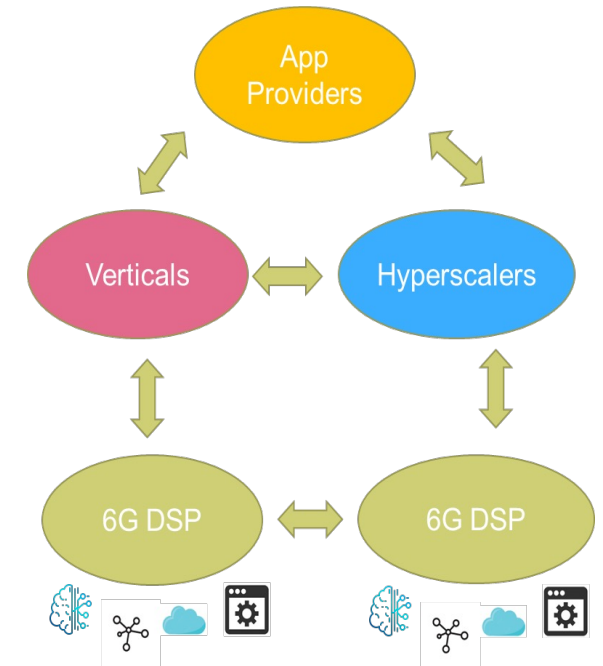 App
Providers
Verticals
Hyperscalers
6G DSP
6G DSP